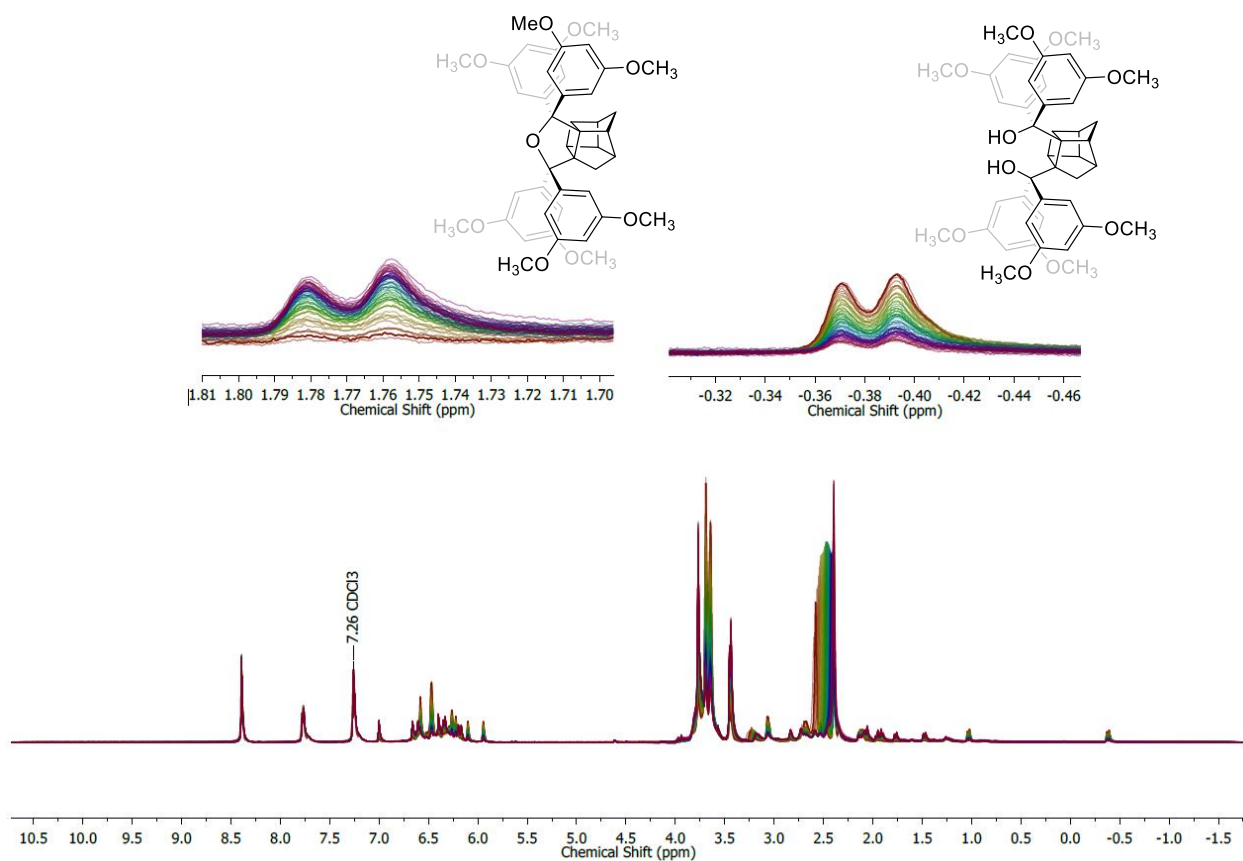 MeO
OCH3
H3CO
OCH3
O
H3CO
OCH3
H3CO
OCH3
H3CO
OCH3
H3CO
OCH3
HO
HO
H3CO
OCH3
H3CO
OCH3
1.81 1.80 1.79 1.78 1.77 1.76 1.75 1.74 1.73 1.72 1.71 1.70
Chemical Shift (ppm)
-0.32 -0.34 -0.36 -0.38 -0.40 -0.42 -0.44 -0.46
Chemical Shift (ppm)
7.26 CDCl3
10.5 10.0 9.5 9.0 8.5 8.0 7.5 7.0 6.5 6.0 5.5 5.0 4.5 4.0 3.5 3.0 2.5 2.0 1.5 1.0 0.5 0.0 -0.5 -1.0 -1.5
Chemical Shift (ppm)